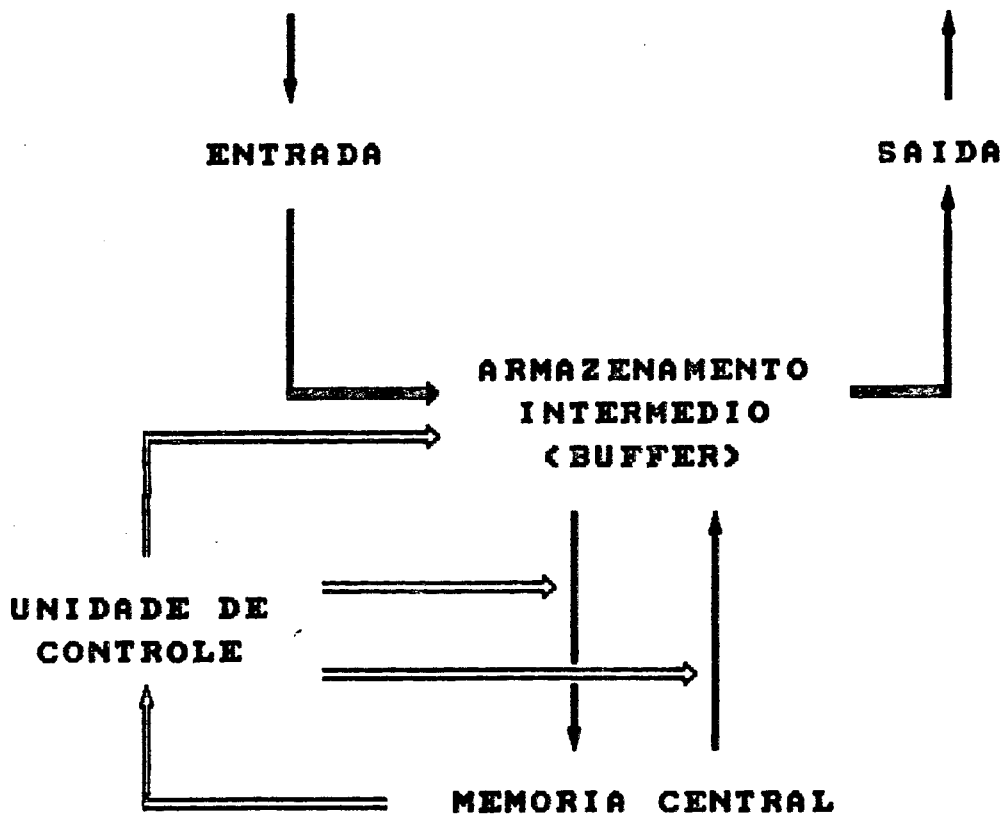 ENTRADA
SAIDA
ARMAZENAMENTO
INTERMEDIO
(BUFFER)
UNIDADE DE
CONTROLE
MEMORIA CENTRAL